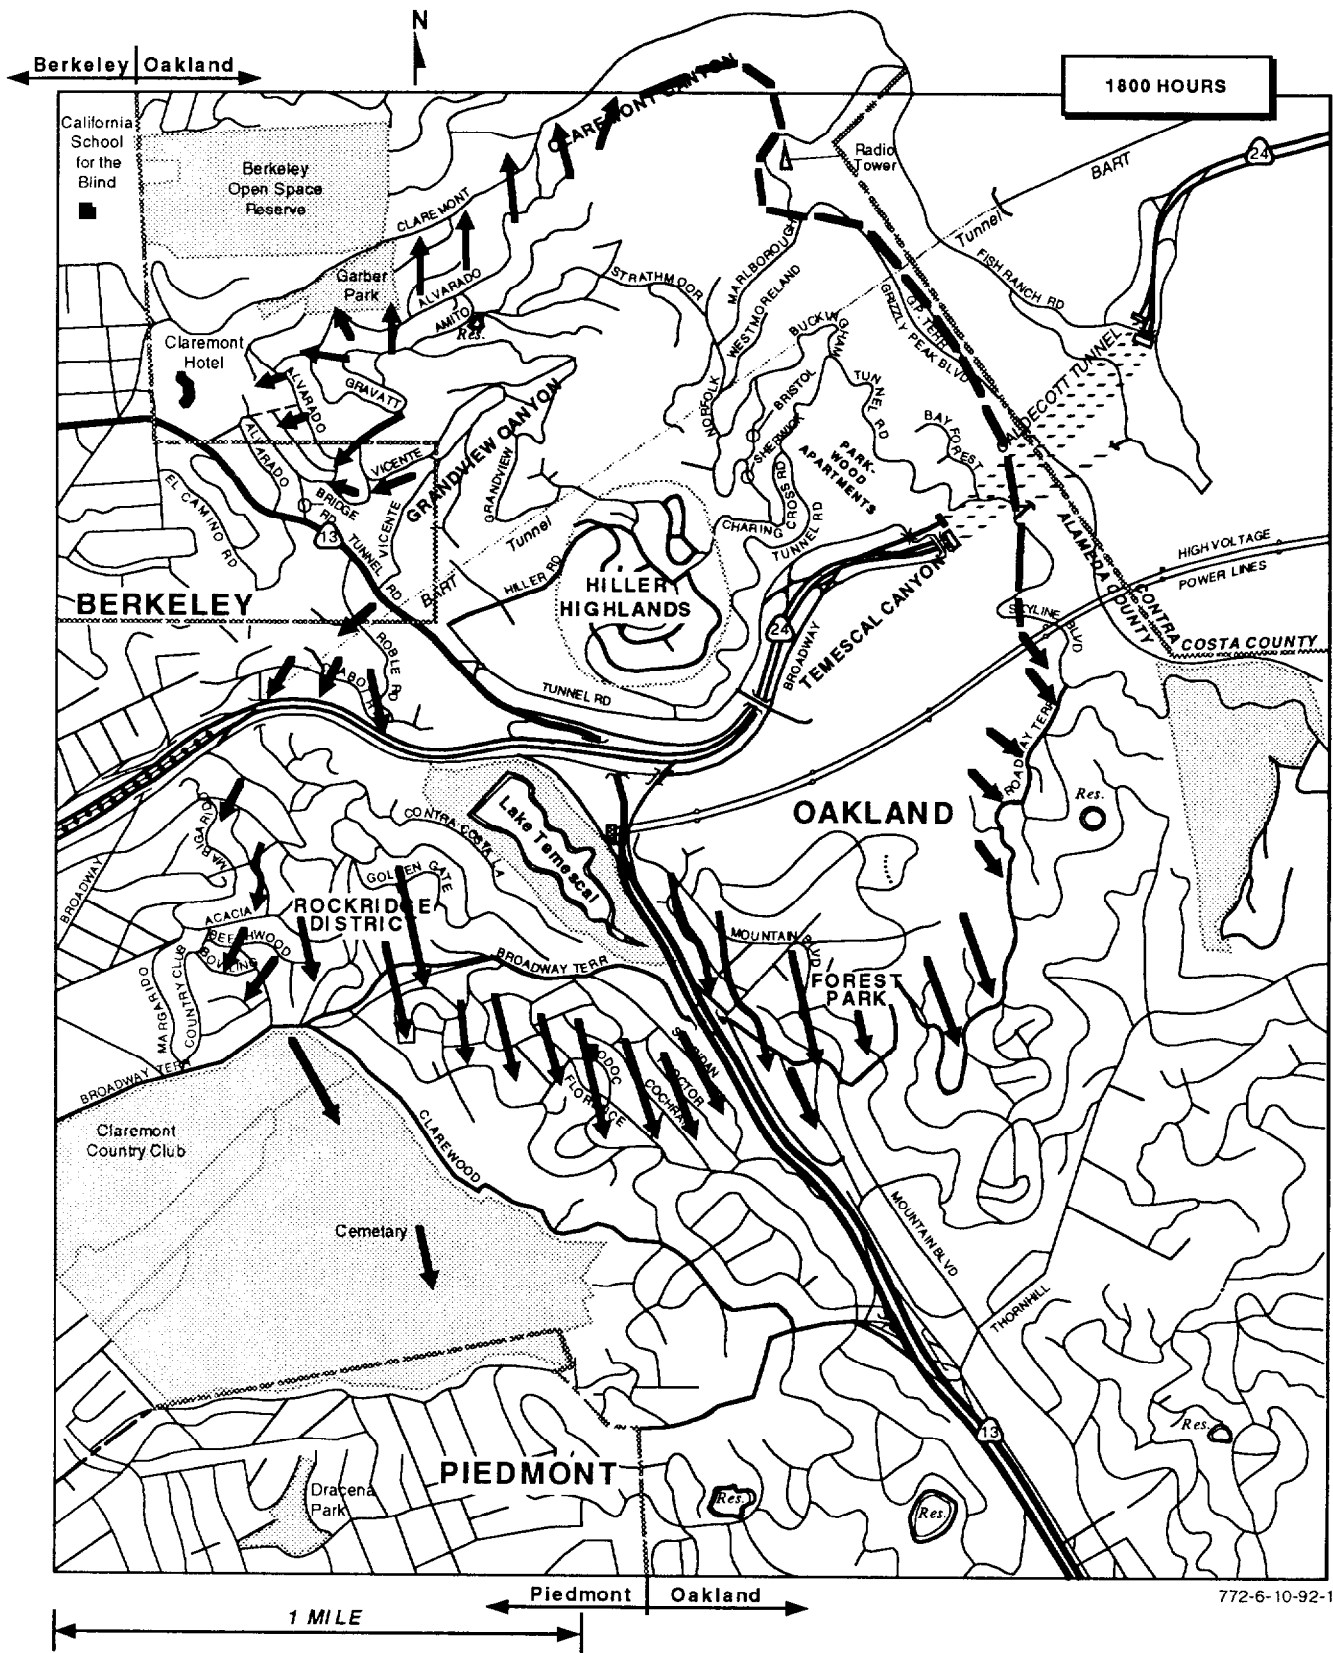 N
Berkeley Oakland
1800 HOURS
California
School
for the
Blind
Berkeley
Open Space
Reserve
CLAREMONT CANYON
Radio
Tower
BART
24
Tunnel
FISH RANCH RD
CLAREMONT
Garber
Park
ALVARADO
AMITO
Res.
STRATHMOOR
MARLBOROUGH
WESTMORELAND
GRIZZLY PEAK BLVD
G.P. TERR
BUCKINGHAM
NORFOLK
BRISTOL
SHERWICK
TUNNEL RD
BAY FOREST
CALDECOTT TUNNEL
PARK-
WOOD
APARTMENTS
Claremont
Hotel
ALVARADO
GRAVATT
GRANDVIEW CANYON
GRANDVIEW
ALVARADO
VICENTE
BRIDGE
RD
VICENTE
EL CAMINO RD
13
TUNNEL RD
Tunnel
BART
HILLER RD
HILLER
HIGHLANDS
CHARING
CROSS RD
TUNNEL RD
24
BROADWAY
TEMESCAL CANYON
ALAMEDA COUNTY
CONTRA
COSTA COUNTY
HIGH VOLTAGE
POWER LINES
SKYLINE BLVD
BERKELEY
ROBLE RD
TUNNEL RD
BROADWAY TERR
Res.
OAKLAND
Lake Temescal
CONTRA COSTA
GOLDEN GATE
ROCKRIDGE
DISTRICT
BROADWAY
ACACIA
BEECHWOOD
BOWLING
MARGARIDO
COUNTRY CLUB
BROADWAY TERR
MOUNTAIN BLVD
FOREST
PARK
BROADWAY TERR
MODOC
FLORENCE
PROCTOR
COCHRAN
SHERIDAN
Claremont
Country Club
CLAREWOOD
Cemetary
MOUNTAIN BLVD
THORNHILL
13
Res.
PIEDMONT
Dracena
Park
Res.
Res.
Piedmont Oakland
772-6-10-92-1
1 MILE